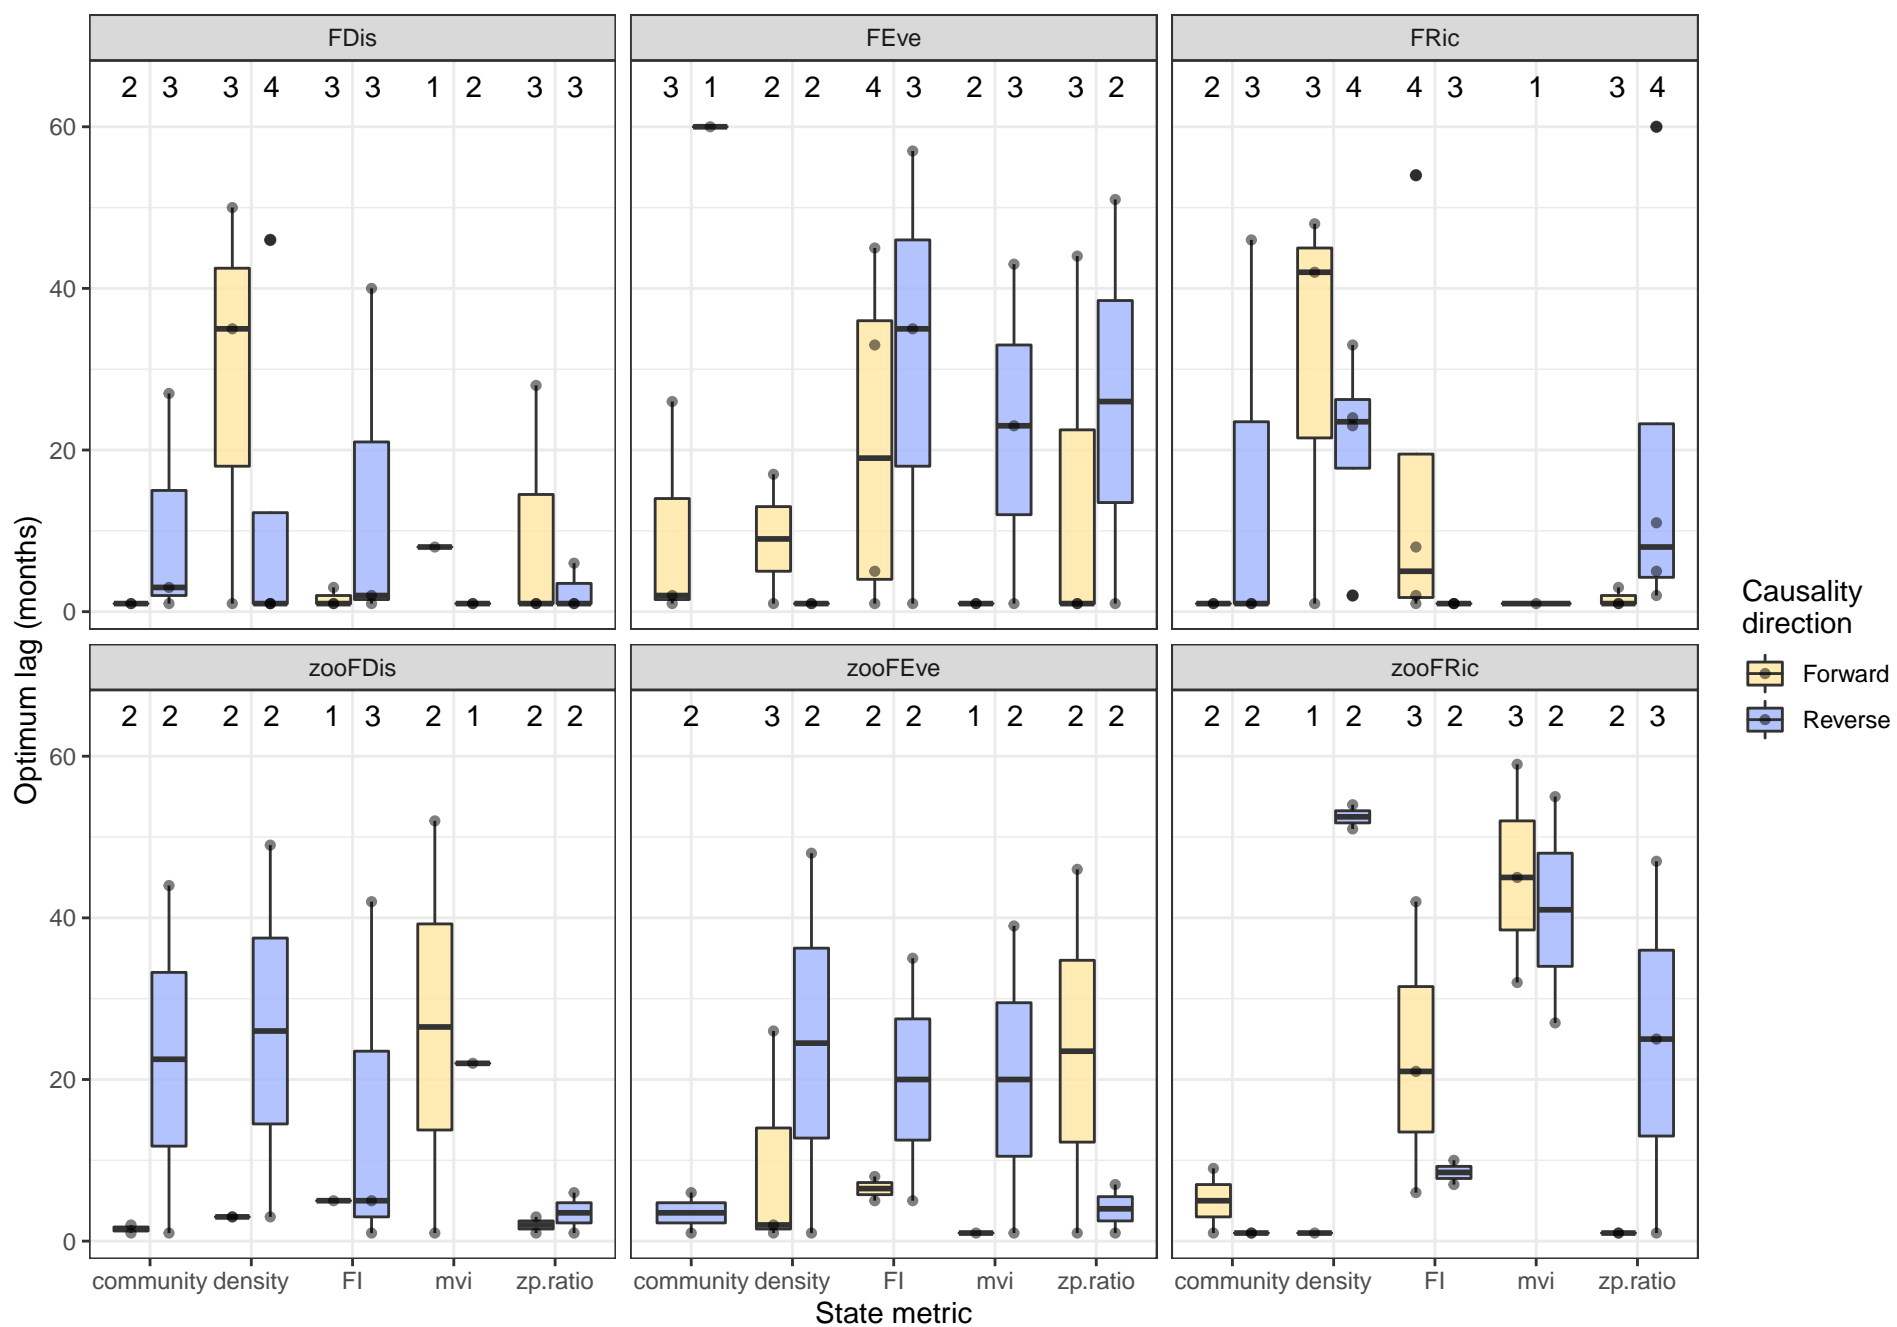 FDis FEve FRic
2 3 3 4 3 3 1 2 3 3 3 1 2 2 4 3 2 3 3 2 2 3 3 4 4 3 1 3 4
60
40
20
0
zooFDis zooFEve zooFRic
2 2 2 2 1 3 2 1 2 2 2 3 2 2 2 1 2 2 2 2 2 1 2 3 2 3 2 2 3
60
40
20
0
community density FI mvi zp.ratio community density FI mvi zp.ratio community density FI mvi zp.ratio
State metric
Optimum lag (months)
Causality
direction
Forward
Reverse